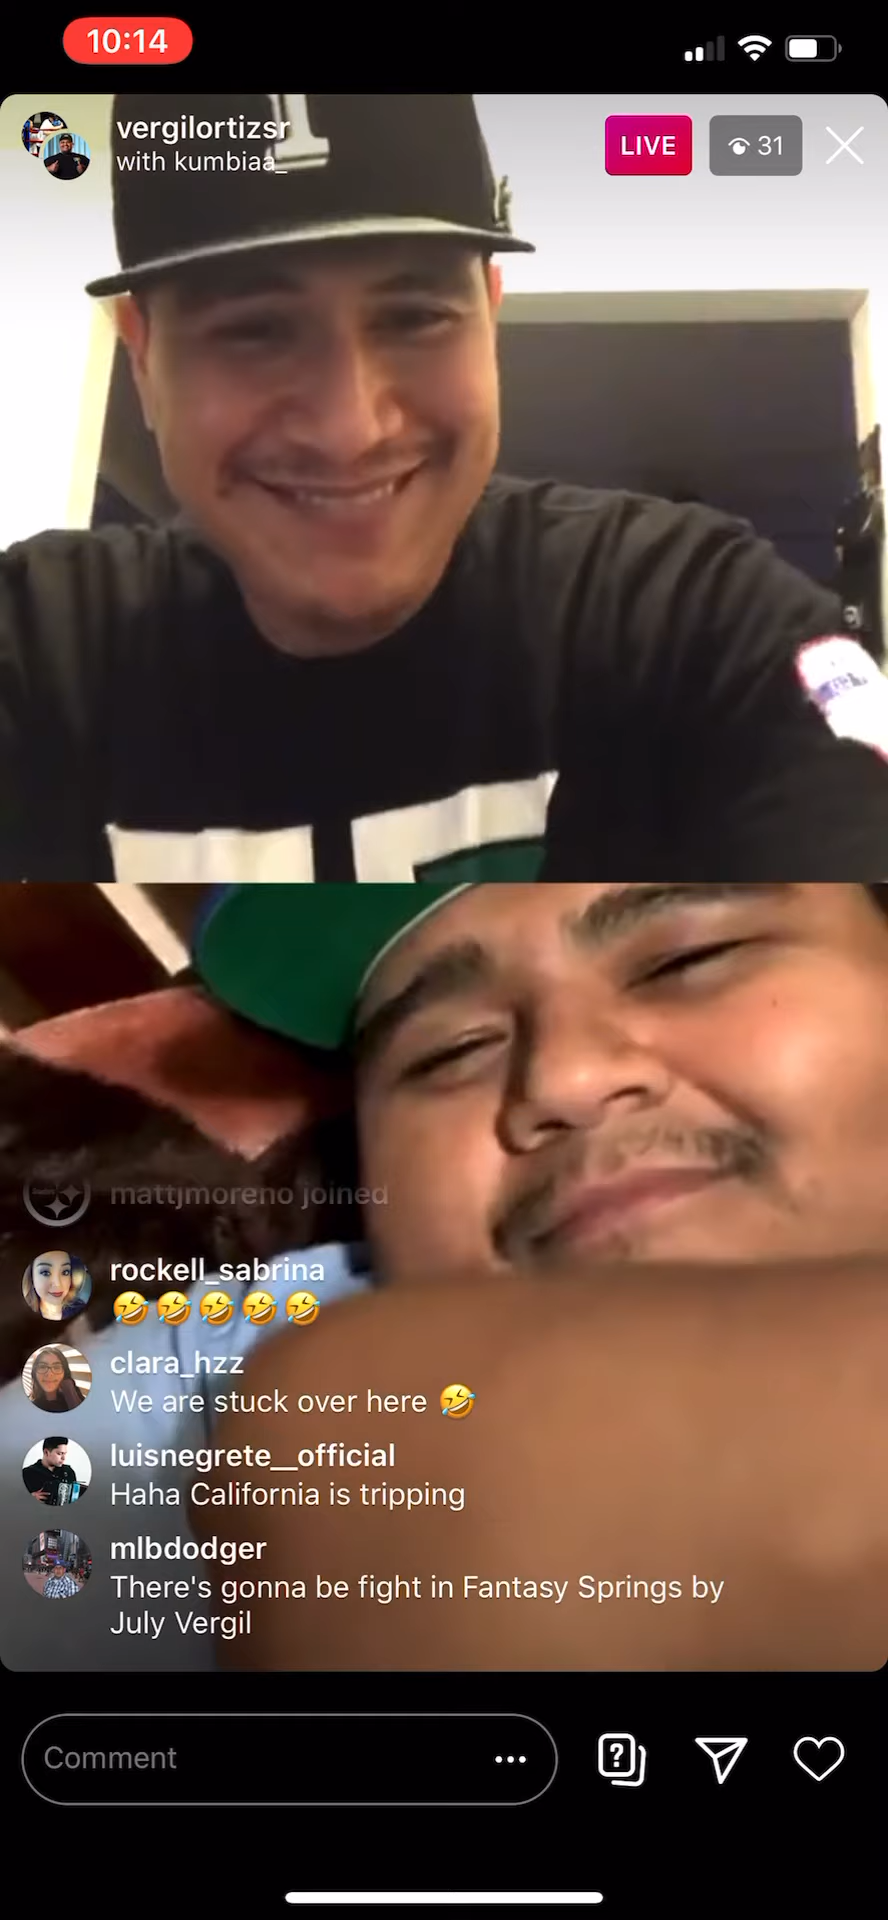 10:14
vergilortizsr
with kumbiaa_
LIVE
31
mattjmoreno joined
rockell_sabrina
🤣🤣🤣🤣🤣
clara_hzz
We are stuck over here 🤣
luisnegrete__official
Haha California is tripping
mlbdodger
There's gonna be fight in Fantasy Springs by
July Vergil
Comment